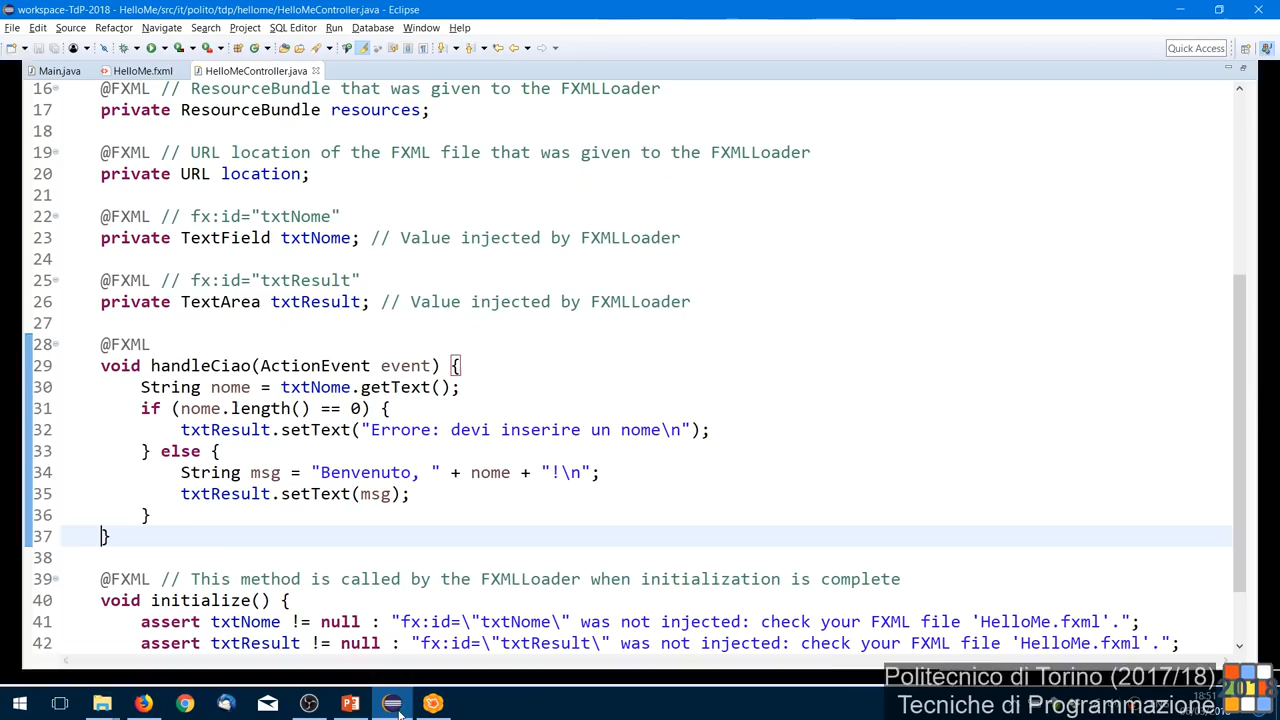 workspace-TdP-2018 - HelloMe/src/it/polito/tdp/hellome/HelloMeController.java - Eclipse
File Edit Source Refactor Navigate Search Project SQL Editor Run Database Window Help
Quick Access
Main.java HelloMe.fxml HelloMeController.java
16 @FXML // ResourceBundle that was given to the FXMLLoader
17 private ResourceBundle resources;
18
19 @FXML // URL location of the FXML file that was given to the FXMLLoader
20 private URL location;
21
22 @FXML // fx:id="txtNome"
23 private TextField txtNome; // Value injected by FXMLLoader
24
25 @FXML // fx:id="txtResult"
26 private TextArea txtResult; // Value injected by FXMLLoader
27
28 @FXML
29 void handleCiao(ActionEvent event) {
30 String nome = txtNome.getText();
31 if (nome.length() == 0) {
32 txtResult.setText("Errore: devi inserire un nome\n");
33 } else {
34 String msg = "Benvenuto, " + nome + "!\n";
35 txtResult.setText(msg);
36 }
37 }
38
39 @FXML // This method is called by the FXMLLoader when initialization is complete
40 void initialize() {
41 assert txtNome != null : "fx:id=\"txtNome\" was not injected: check your FXML file 'HelloMe.fxml'.";
42 assert txtResult != null : "fx:id=\"txtResult\" was not injected: check your FXML file 'HelloMe.fxml'.";
Politecnico di Torino (2017/18)
Tecniche di Programmazione
2018
18:51